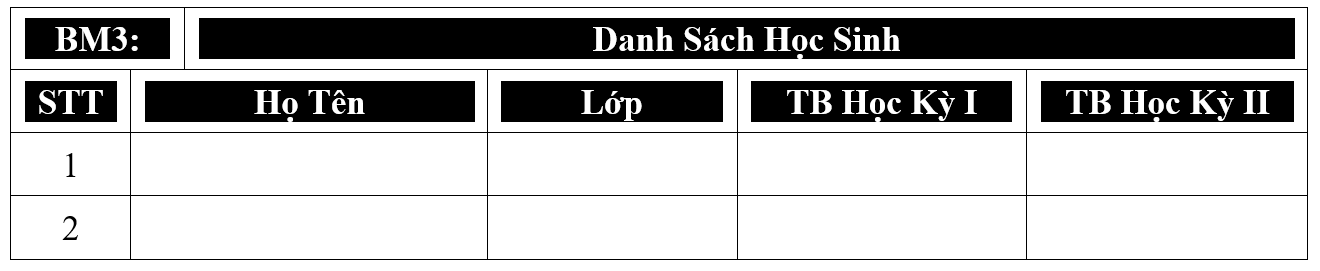 BM3: Danh Sách Học Sinh
STT Họ Tên Lớp TB Học Kỳ I TB Học Kỳ II
1
2